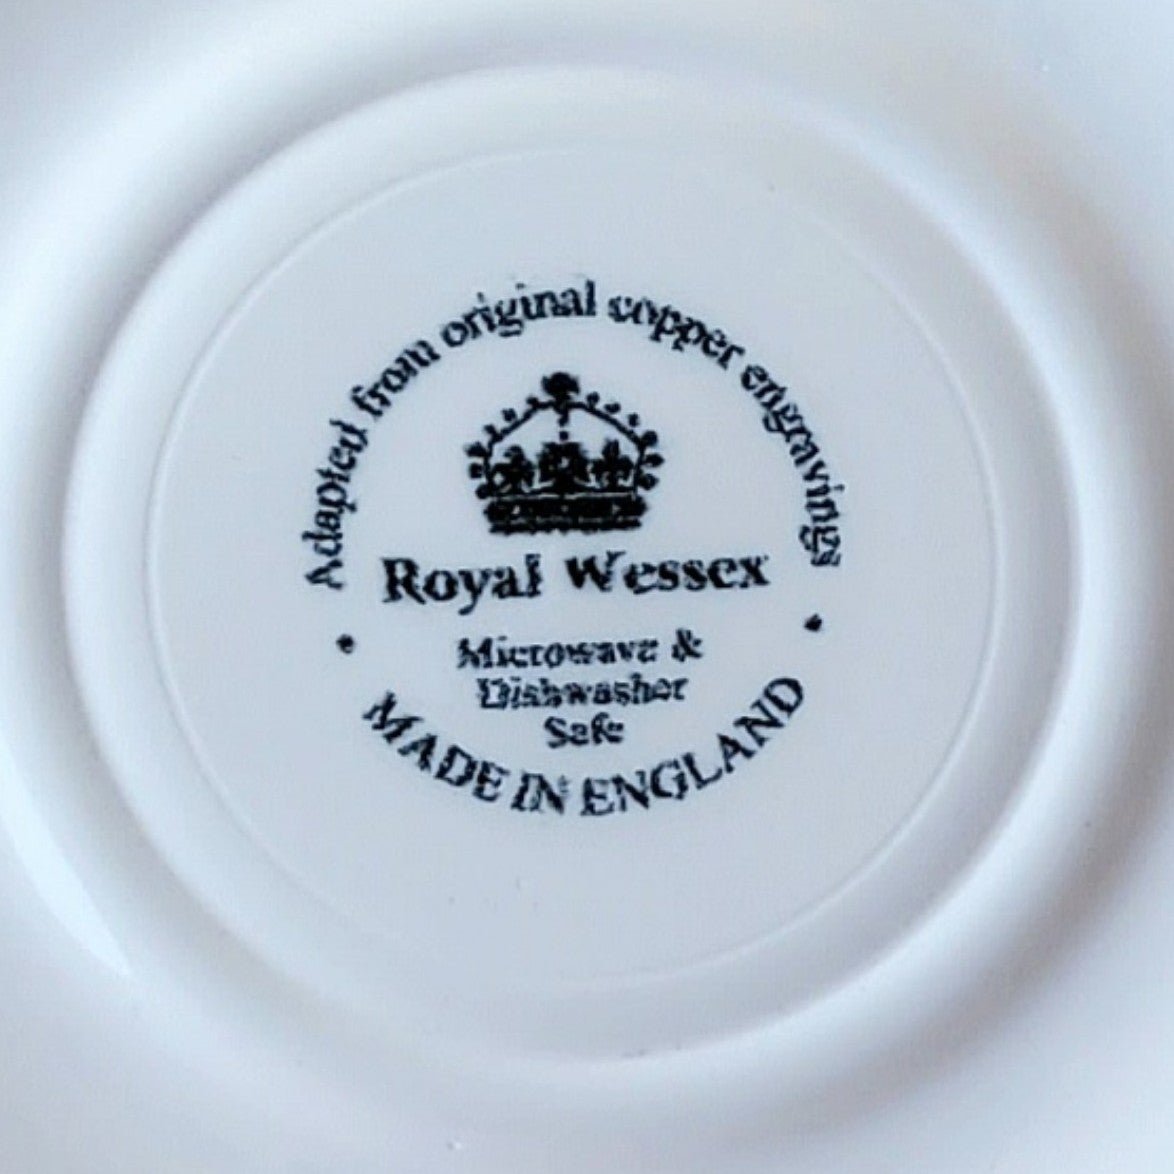 Adapted from original copper engravings
Royal Wessex
Microwave &
Dishwasher
Safe
MADE IN ENGLAND